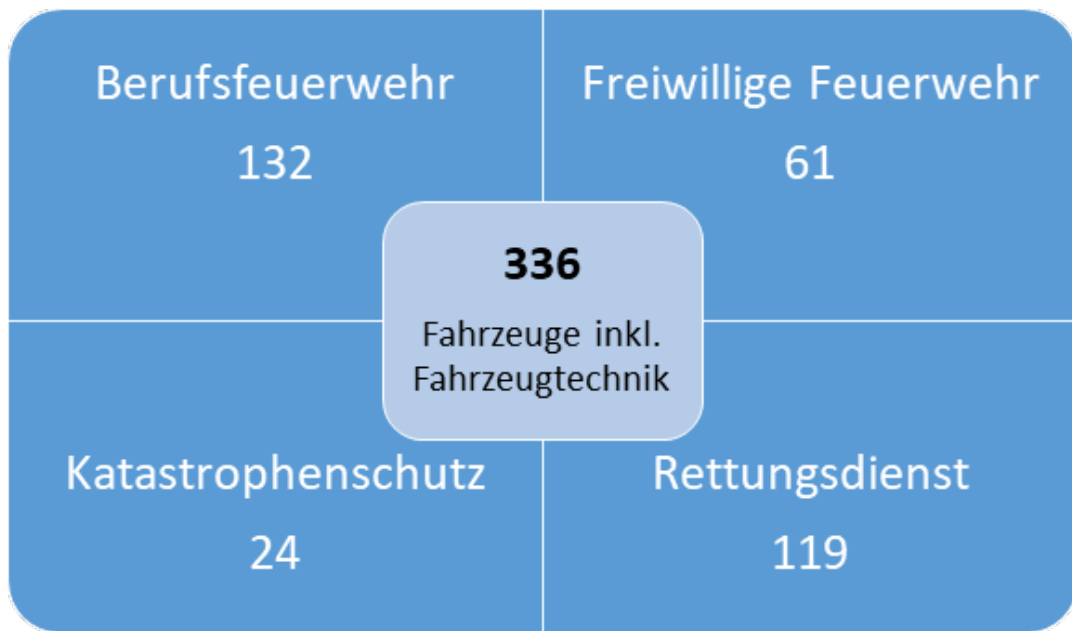 Berufsfeuerwehr
132
Freiwillige Feuerwehr
61
336
Fahrzeuge inkl.
Fahrzeugtechnik
Katastrophenschutz
24
Rettungsdienst
119